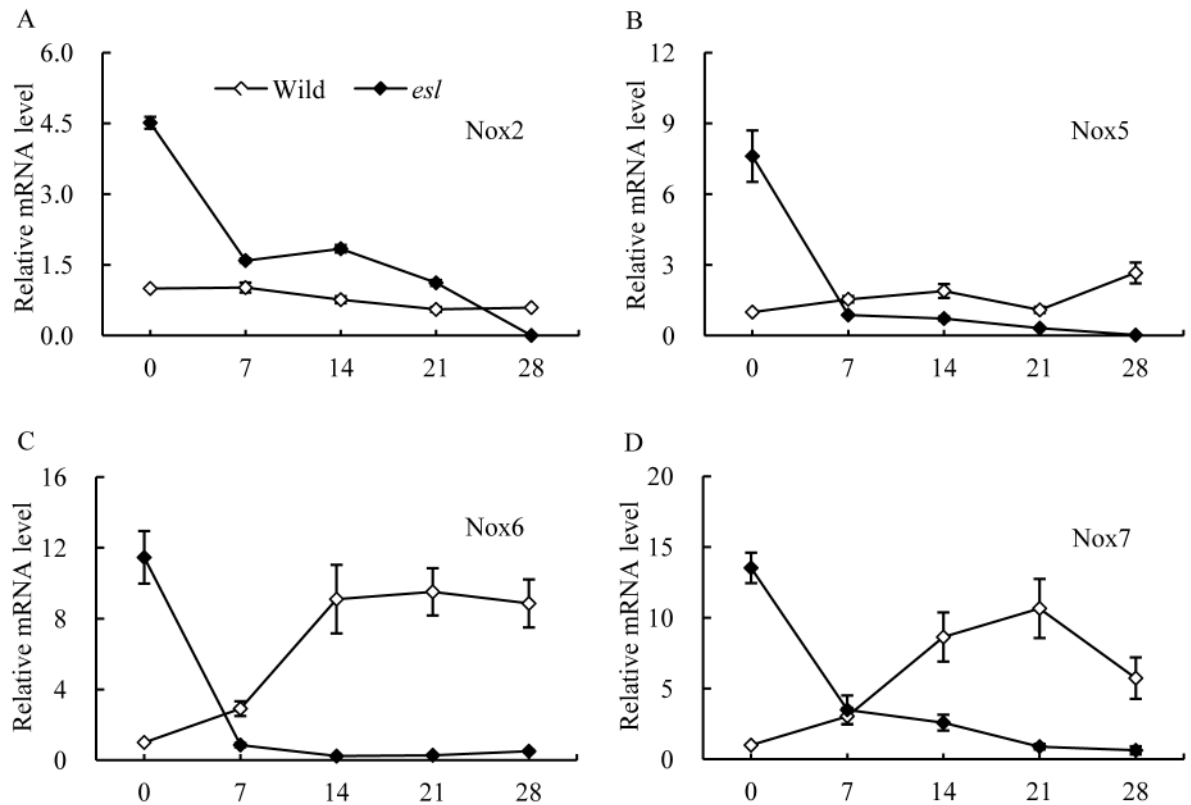 A
Relative mRNA level
6.0
4.5
3.0
1.5
0.0
Wild
esl
Nox2
0 7 14 21 28
B
Relative mRNA level
12
9
6
3
0
Nox5
0 7 14 21 28
C
Relative mRNA level
16
12
8
4
0
Nox6
0 7 14 21 28
D
Relative mRNA level
20
15
10
5
0
Nox7
0 7 14 21 28